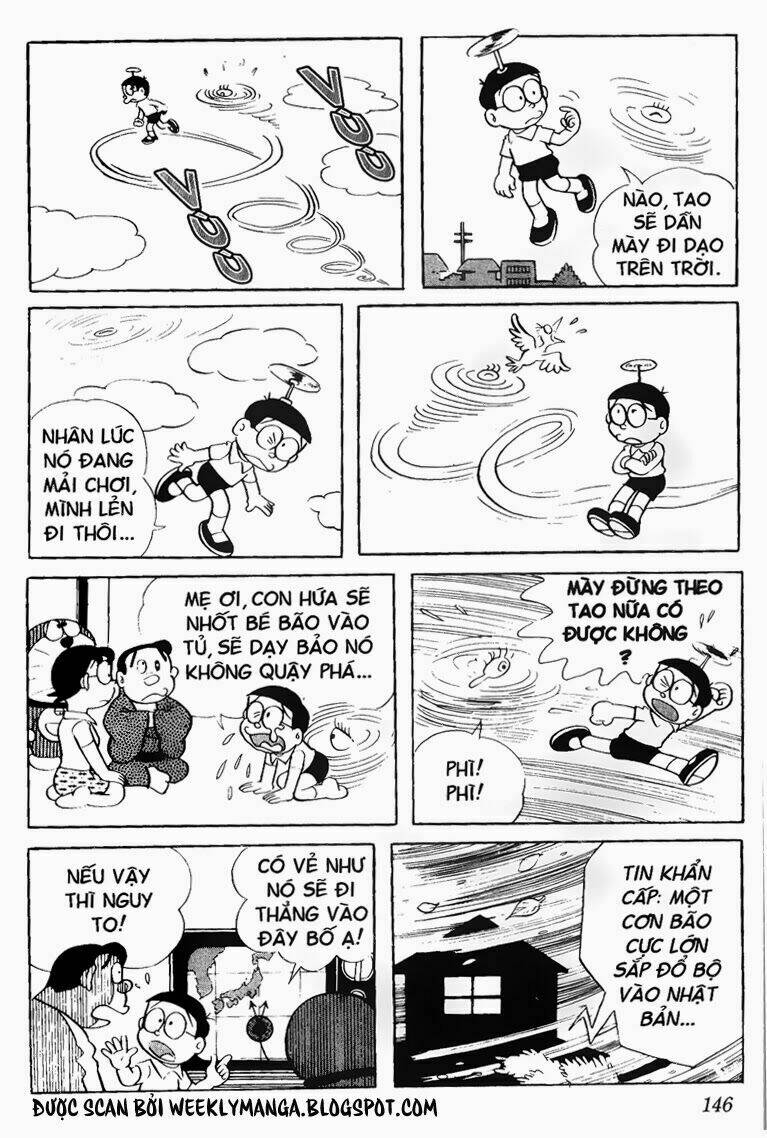 VÙÙ
VÙÙ
NÀO, TAO
SẼ DẪN
MÀY ĐI DẠO
TRÊN TRỜI.
NHÂN LÚC
NÓ ĐANG
MẢI CHƠI,
MÌNH LẺN
ĐI THÔI...
MẸ ƠI, CON HỨA SẼ
NHỐT BÉ BÃO VÀO
TỦ, SẼ DẠY BẢO NÓ
KHÔNG QUẬY PHÁ...
MÀY ĐỪNG THEO
TAO NỮA CÓ
ĐƯỢC KHÔNG
?
PHÌ!
PHÌ!
NẾU VẬY
THÌ NGUY
TO!
CÓ VẺ NHƯ
NÓ SẼ ĐI
THẲNG VÀO
ĐÂY BỐ Ạ!
TIN KHẨN
CẤP: MỘT
CƠN BÃO
CỰC LỚN
SẮP ĐỔ BỘ
VÀO NHẬT
BẢN...
ĐƯỢC SCAN BỞI WEEKLYMANGA.BLOGSPOT.COM
146